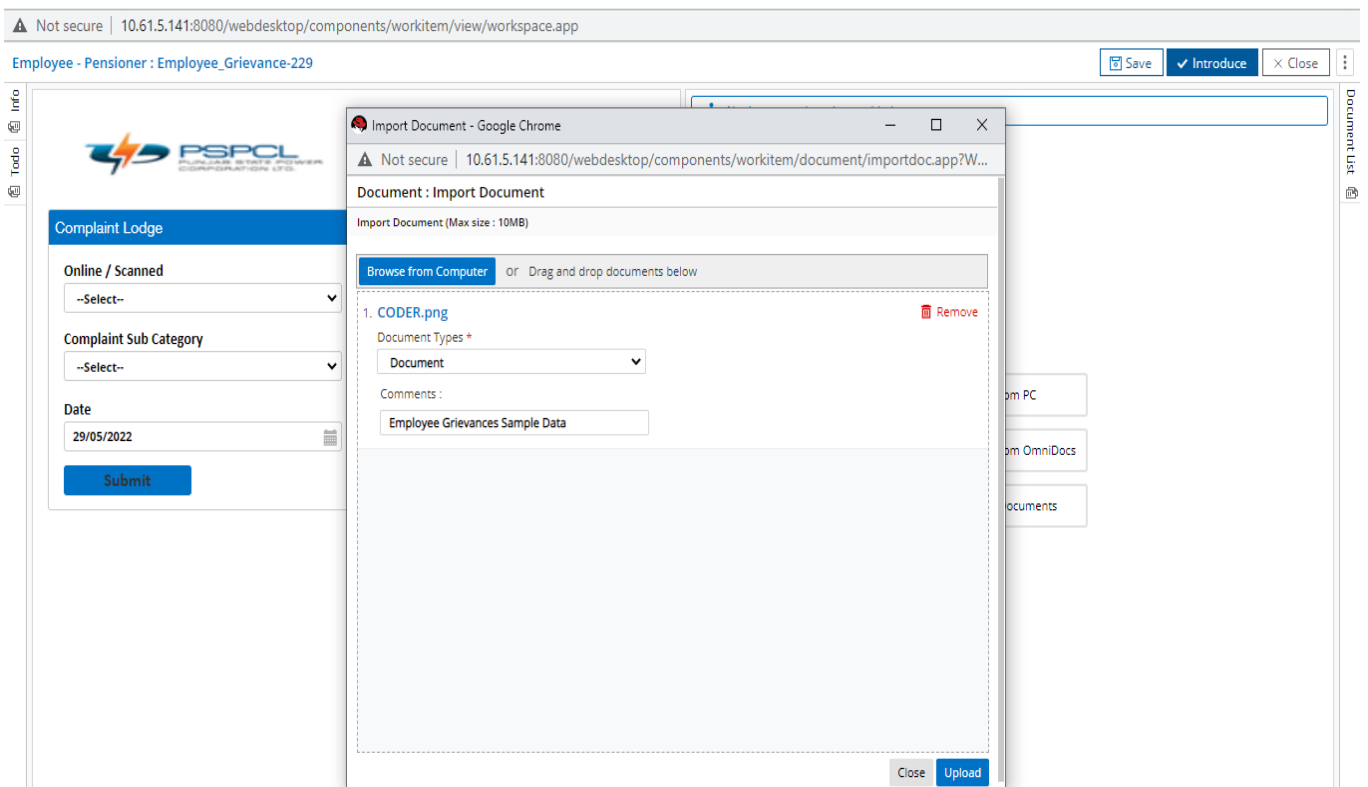 Not secure | 10.61.5.141:8080/webdesktop/components/workitem/view/workspace.app
Employee - Pensioner : Employee_Grievance-229
Save
Introduce
Close
Info
Todo
Document List
PSPCL
PUNJAB STATE POWER
CORPORATION LTD.
Complaint Lodge
Online / Scanned
--Select--
Complaint Sub Category
--Select--
Date
29/05/2022
Submit
Import Document - Google Chrome
Not secure | 10.61.5.141:8080/webdesktop/components/workitem/document/importdoc.app?W...
Document : Import Document
Import Document (Max size : 10MB)
Browse from Computer or Drag and drop documents below
1. CODER.png
Remove
Document Types *
Document
Comments :
Employee Grievances Sample Data
Close
Upload
om PC
om OmniDocs
ocuments